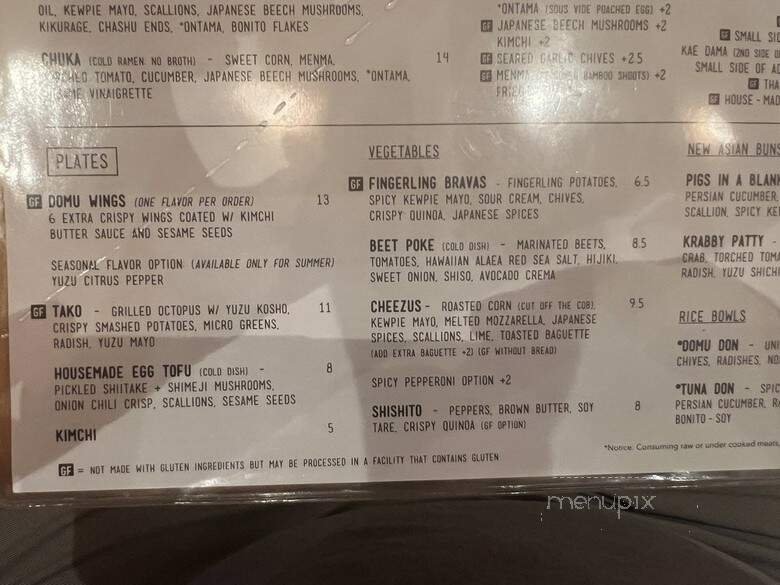 OIL, KEWPIE MAYO, SCALLIONS, JAPANESE BEECH MUSHROOMS,
KIKURAGE, CHASHU ENDS, *ONTAMA, BONITO FLAKES
CHUKA (COLD RAMEN. NO BROTH) - SWEET CORN, MENMA, 14
TOMATO, CUCUMBER, JAPANESE BEECH MUSHROOMS, *ONTAMA,
VINAIGRETTE
*ONTAMA (SOUS VIDE POACHED EGG) +2
GF JAPANESE BEECH MUSHROOMS +2
KIMCHI +2
GF SEARED GARLIC CHIVES +2.5
GF MENMA BAMBOO SHOOTS) +2
GF SMALL SID
KAE DAMA (2ND SIDE O
SMALL SIDE OF AD
GF THA
GF HOUSE-MAD
PLATES
GF DOMU WINGS (ONE FLAVOR PER ORDER) 13
6 EXTRA CRISPY WINGS COATED W/ KIMCHI
BUTTER SAUCE AND SESAME SEEDS
SEASONAL FLAVOR OPTION (AVAILABLE ONLY FOR SUMMER)
YUZU CITRUS PEPPER
GF TAKO - GRILLED OCTOPUS W/ YUZU KOSHO, 11
CRISPY SMASHED POTATOES, MICRO GREENS,
RADISH, YUZU MAYO
HOUSEMADE EGG TOFU (COLD DISH) - 8
PICKLED SHIITAKE + SHIMEJI MUSHROOMS,
ONION CHILI CRISP, SCALLIONS, SESAME SEEDS
KIMCHI 5
GF = NOT MADE WITH GLUTEN INGREDIENTS BUT MAY BE PROCESSED IN A FACILITY THAT CONTAINS GLUTEN
VEGETABLES
GF FINGERLING BRAVAS - FINGERLING POTATOES, 6.5
SPICY KEWPIE MAYO, SOUR CREAM, CHIVES,
CRISPY QUINOA, JAPANESE SPICES
BEET POKE (COLD DISH) - MARINATED BEETS, 8.5
TOMATOES, HAWAIIAN ALAEA RED SEA SALT, HIJIKI,
SWEET ONION, SHISO, AVOCADO CREMA
CHEEZUS - ROASTED CORN (CUT OFF THE COB), 9.5
KEWPIE MAYO, MELTED MOZZARELLA, JAPANESE
SPICES, SCALLIONS, LIME, TOASTED BAGUETTE
(ADD EXTRA BAGUETTE +2) (GF WITHOUT BREAD)
SPICY PEPPERONI OPTION +2
SHISHITO - PEPPERS, BROWN BUTTER, SOY 8
TARE, CRISPY QUINOA (GF OPTION)
NEW ASIAN BUNS
PIGS IN A BLANK
PERSIAN CUCUMBER,
SCALLION, SPICY KE
KRABBY PATTY -
CRAB, TORCHED TOMA
RADISH, YUZU SHICH
RICE BOWLS
*DOMU DON - UNI
CHIVES, RADISHES, NO
*TUNA DON - SPIC
PERSIAN CUCUMBER, R
BONITO-SOY
*Notice. Consuming raw or under cooked meats,
menupix